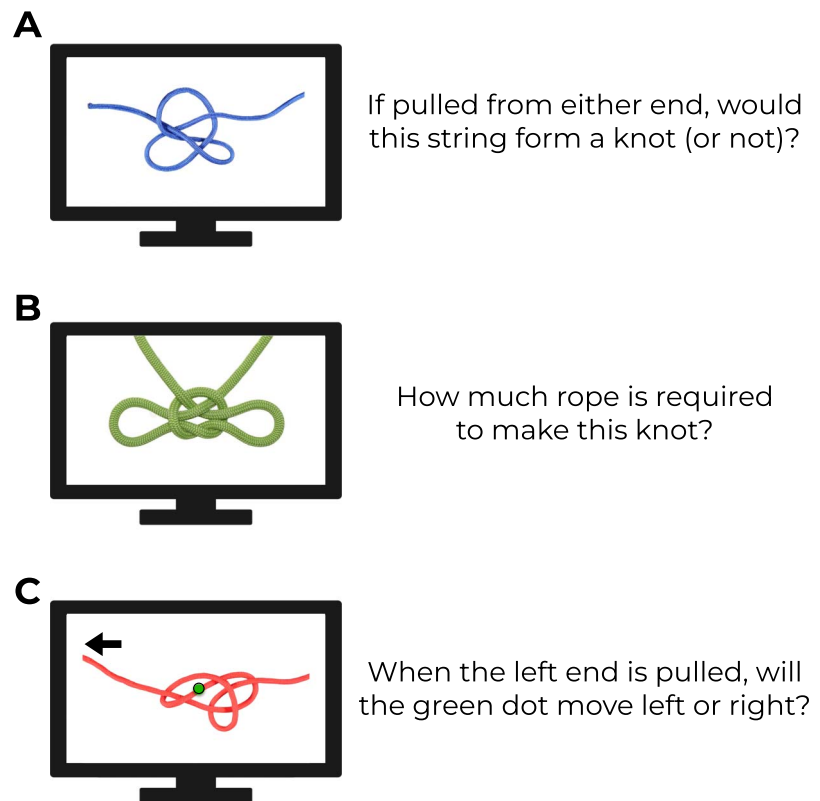 A
If pulled from either end, would
this string form a knot (or not)?
B
How much rope is required
to make this knot?
C
When the left end is pulled, will
the green dot move left or right?